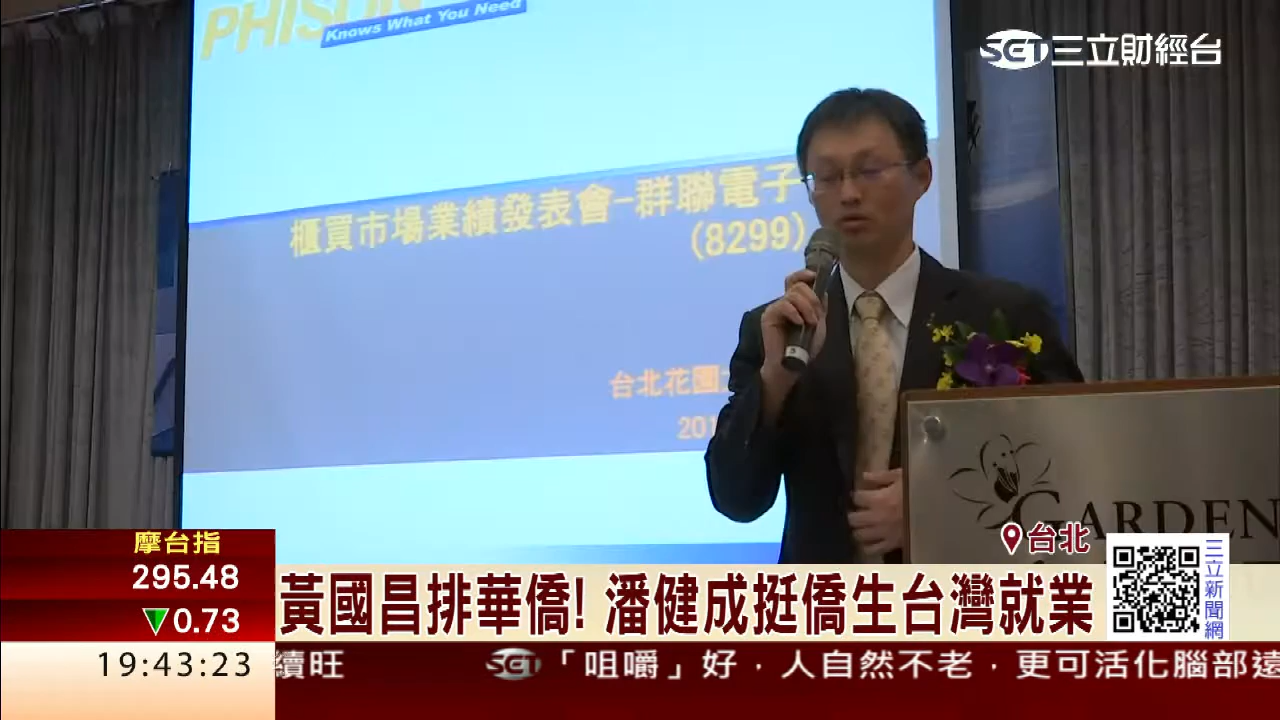 PHISON
Knows What You Need
SET三立財經台
櫃買市場業績發表會-群聯電子
(8299)
台北花園
201
GARDEN
台北
摩台指
295.48
▼0.73
黃國昌排華僑! 潘健成挺僑生台灣就業
三立新聞網
19:43:23
續旺 SET「咀嚼」好，人自然不老，更可活化腦部遠